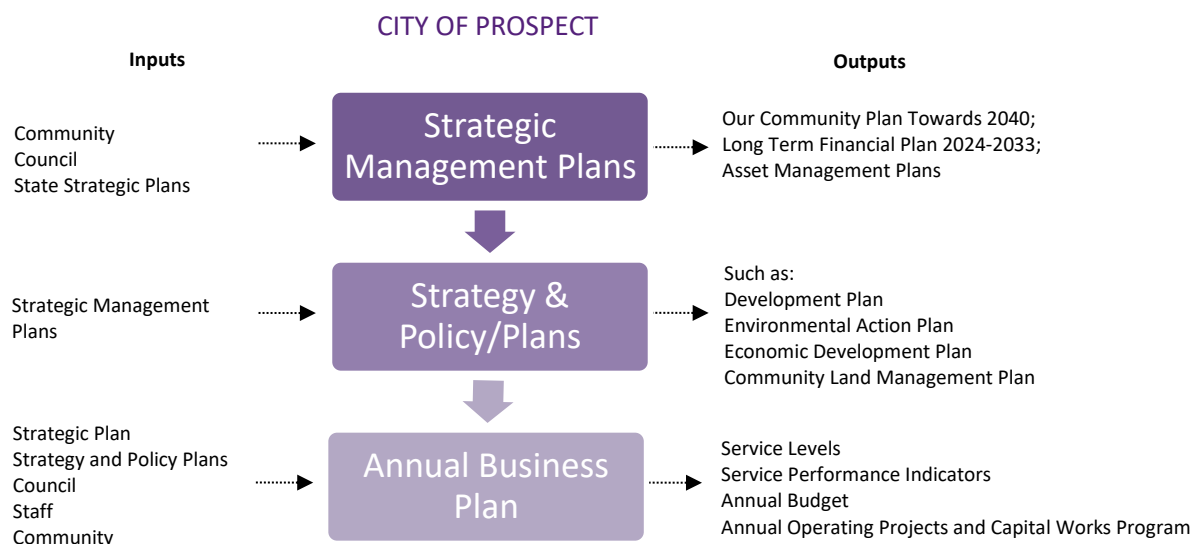 CITY OF PROSPECT
Inputs
Outputs
Community
Council
State Strategic Plans
Strategic
Management Plans
Our Community Plan Towards 2040;
Long Term Financial Plan 2024-2033;
Asset Management Plans
Strategic Management
Plans
Strategy &
Policy/Plans
Such as:
Development Plan
Environmental Action Plan
Economic Development Plan
Community Land Management Plan
Strategic Plan
Strategy and Policy Plans
Council
Staff
Community
Annual Business
Plan
Service Levels
Service Performance Indicators
Annual Budget
Annual Operating Projects and Capital Works Program